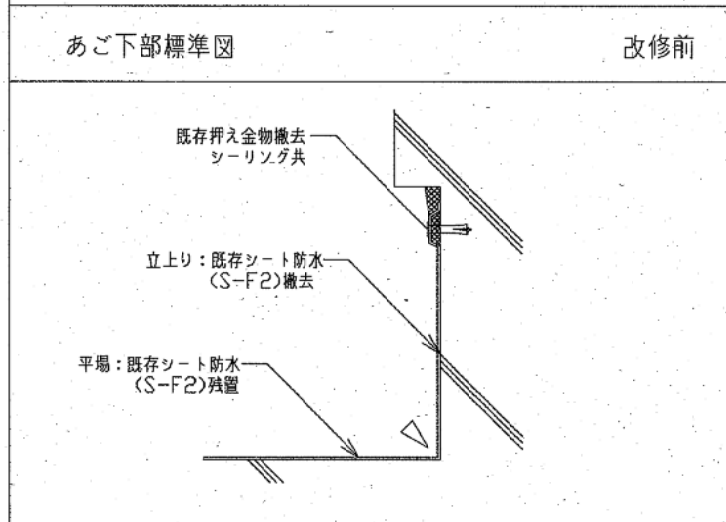 あご下部標準図
改修前
既存押え金物撤去
シーリング共
立上り：既存シート防水
(S-F2)撤去
平場：既存シート防水
(S-F2)残置